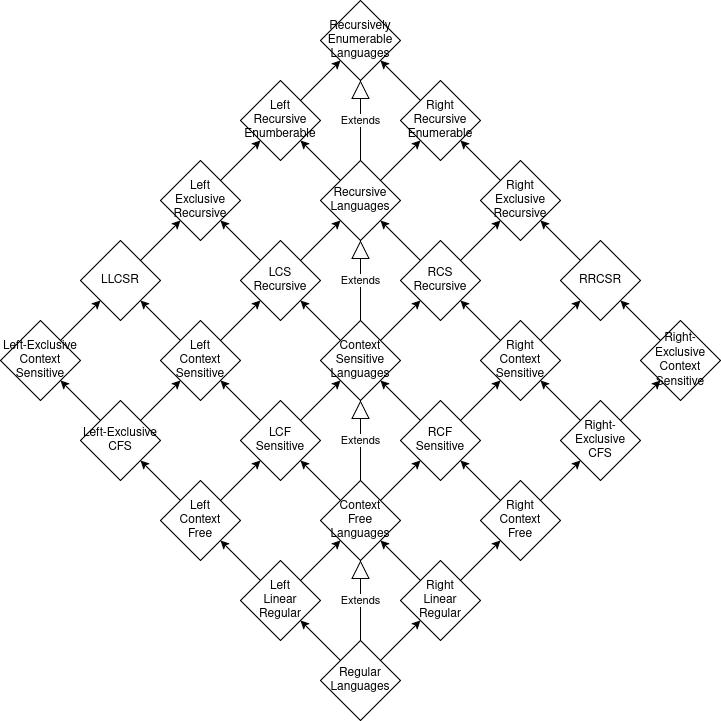 Recursively
Enumerable
Languages
Left
Recursive
Enumberable
Extends
Right
Recursive
Enumerable
Left
Exclusive
Recursive
Recursive
Languages
Right
Exclusive
Recursive
LLCSR
LCS
Recursive
Extends
RCS
Recursive
RRCSR
Left-Exclusive
Context
Sensitive
Left
Context
Sensitive
Context
Sensitive
Languages
Right
Context
Sensitive
Right-
Exclusive
Context
Sensitive
Left-Exclusive
CFS
LCF
Sensitive
Extends
RCF
Sensitive
Right-
Exclusive
CFS
Left
Context
Free
Context
Free
Languages
Right
Context
Free
Left
Linear
Regular
Extends
Right
Linear
Regular
Regular
Languages